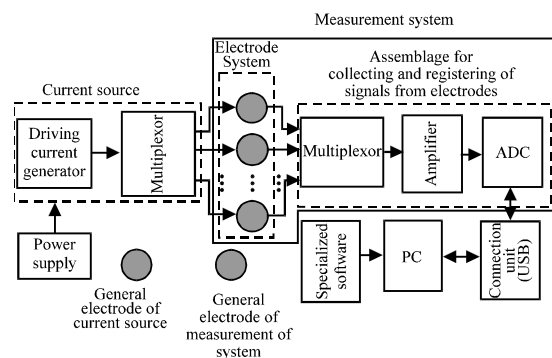 Measurement system
Electrode
System
Assemblage for
collecting and registering of
signals from electrodes
Current source
Driving
current
generator
Multiplexor
Multiplexor
Amplifier
ADC
Power
supply
General
electrode of
current source
General
electrode of
measurement of
system
Specialized
software
PC
Connection
unit
(USB)